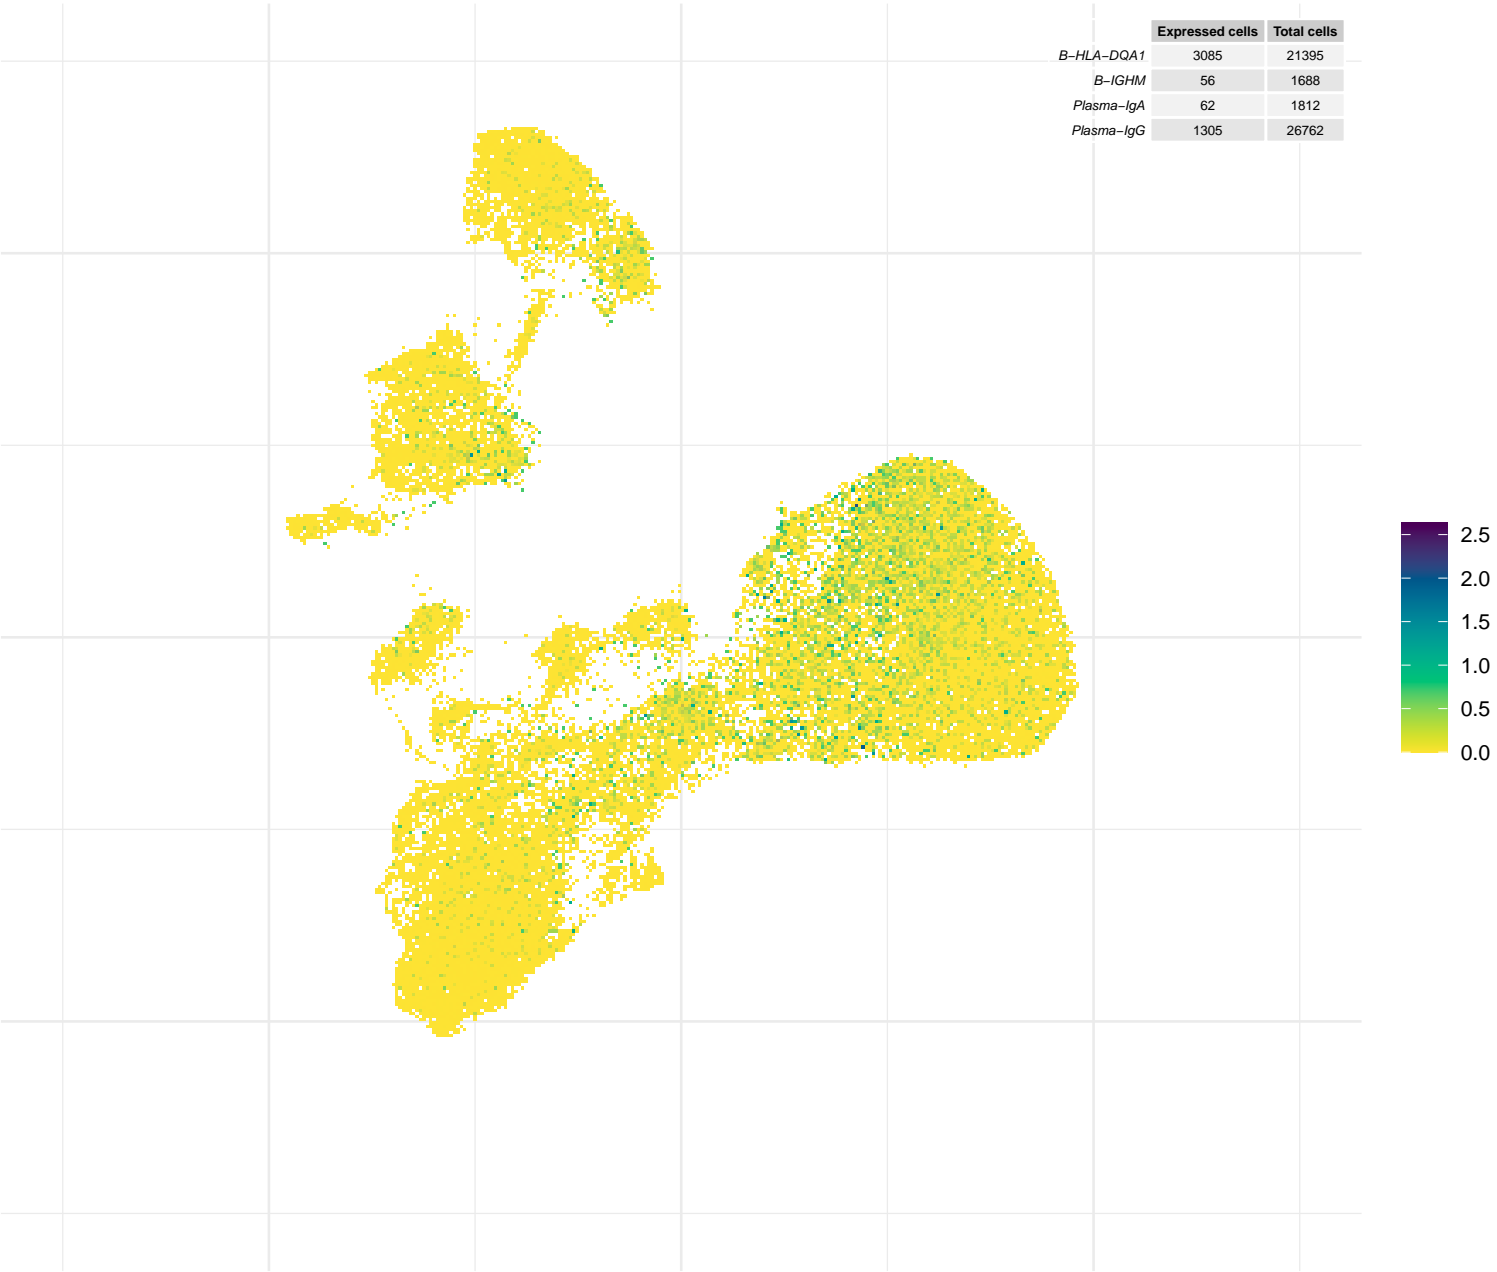 Expressed cells Total cells
B−HLA−DQA1 3085 21395
B−IGHM 56 1688
Plasma−IgA 62 1812
Plasma−IgG 1305 26762
2.5
2.0
1.5
1.0
0.5
0.0